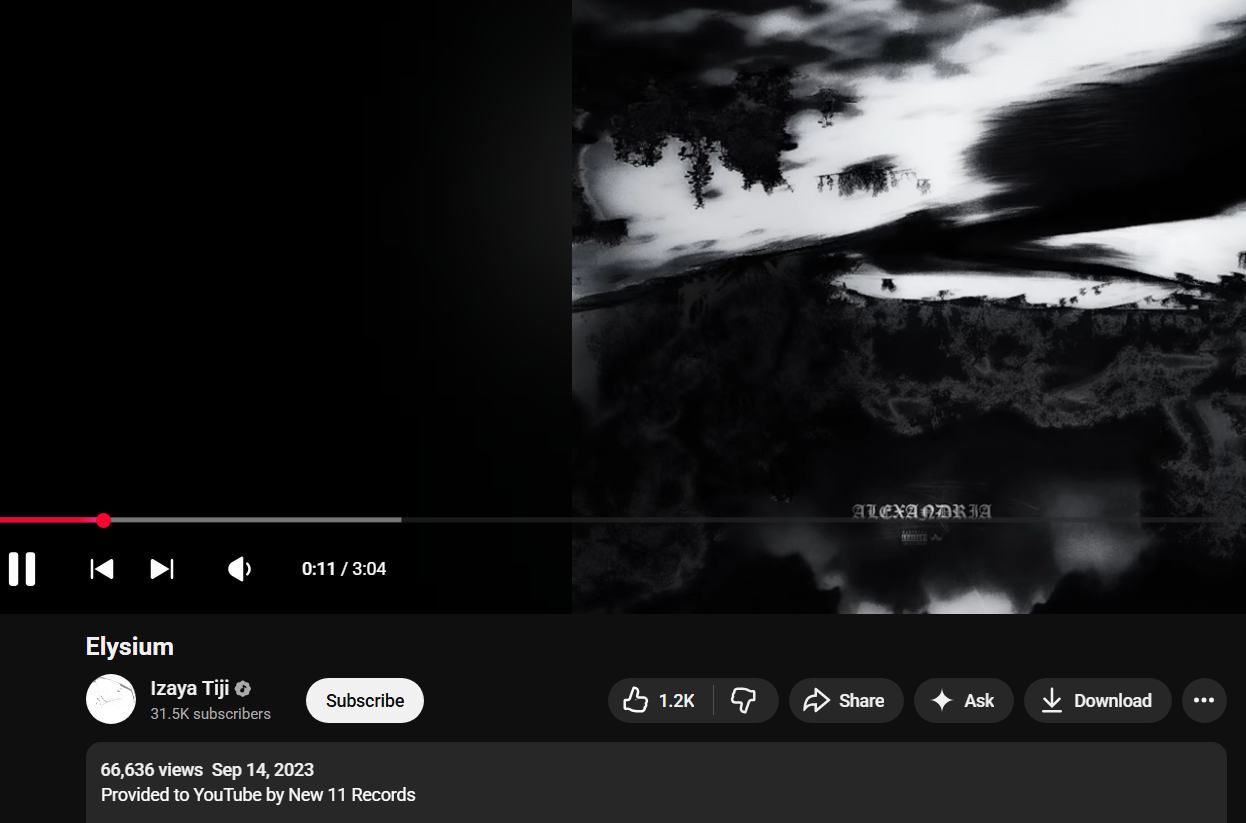 ALEXANDRIA
0:11 / 3:04
Elysium
Izaya Tiji
31.5K subscribers
Subscribe
1.2K
Share
Ask
Download
66,636 views Sep 14, 2023
Provided to YouTube by New 11 Records